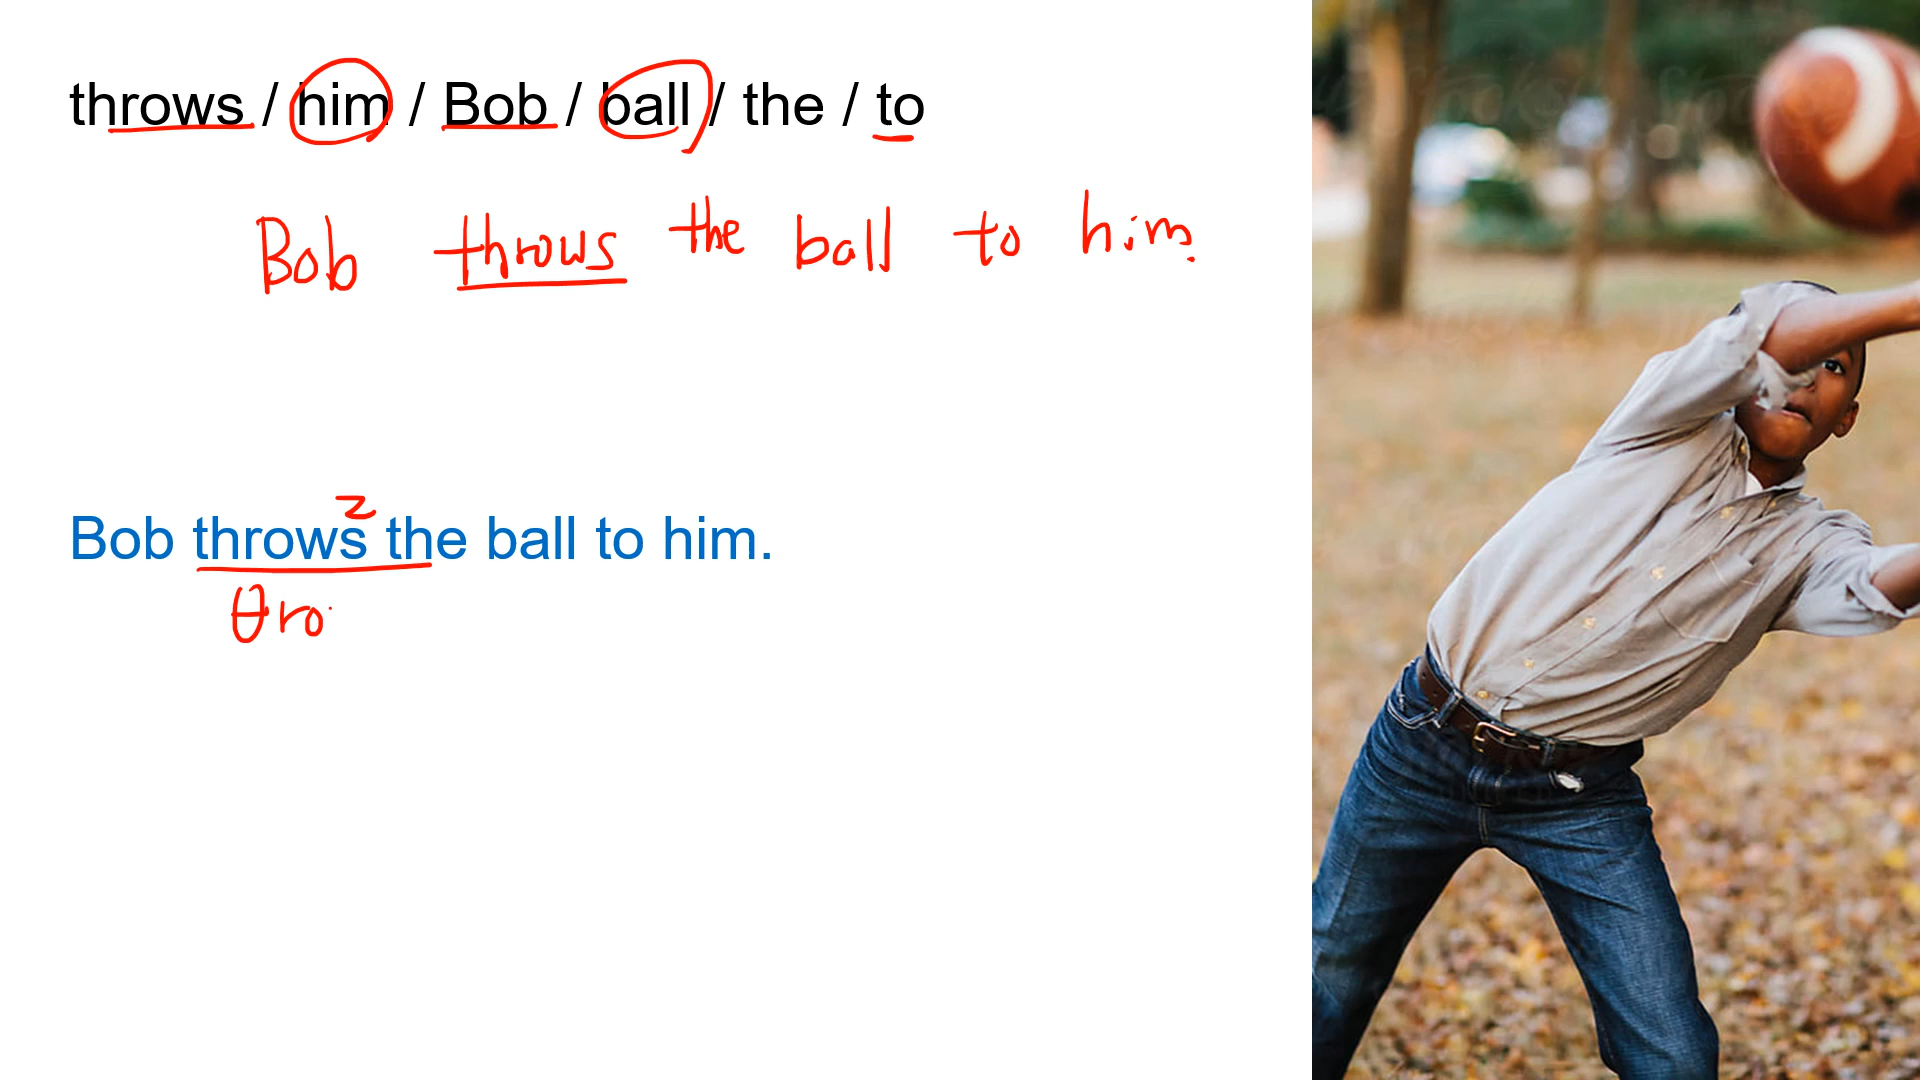 throws / him / Bob / ball / the / to
Bob throws the ball to him.
z
Bob throws the ball to him.
θro